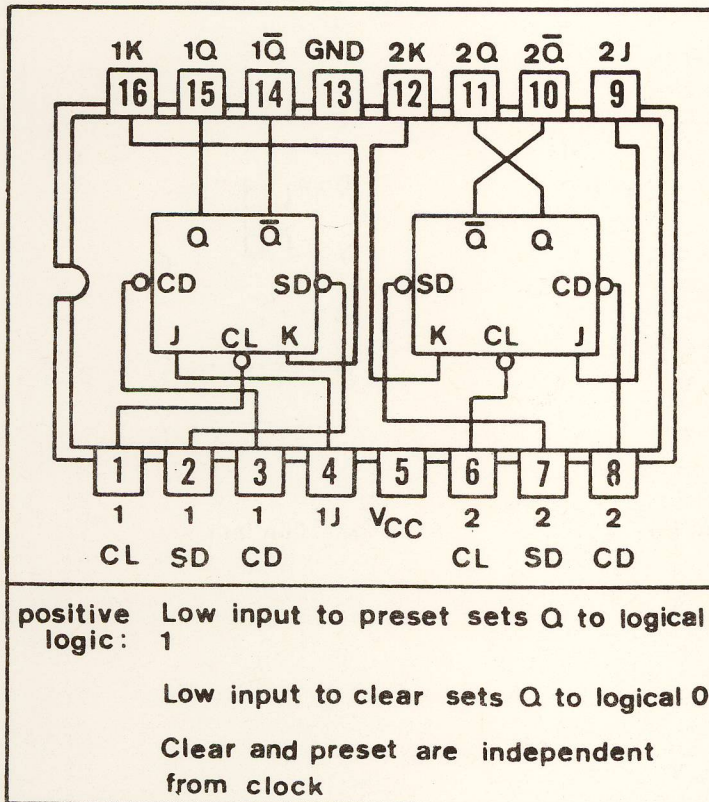 1K 1Q 1Q̅ GND 2K 2Q 2Q̅ 2J
16 15 14 13 12 11 10 9
Q Q̅ Q̅ Q
CD SD SD CD
J CL K K CL J
1 2 3 4 5 6 7 8
1 1 1 1J VCC 2 2 2
CL SD CD CL SD CD
positive Low input to preset sets Q to logical
logic: 1
Low input to clear sets Q to logical 0
Clear and preset are independent
from clock